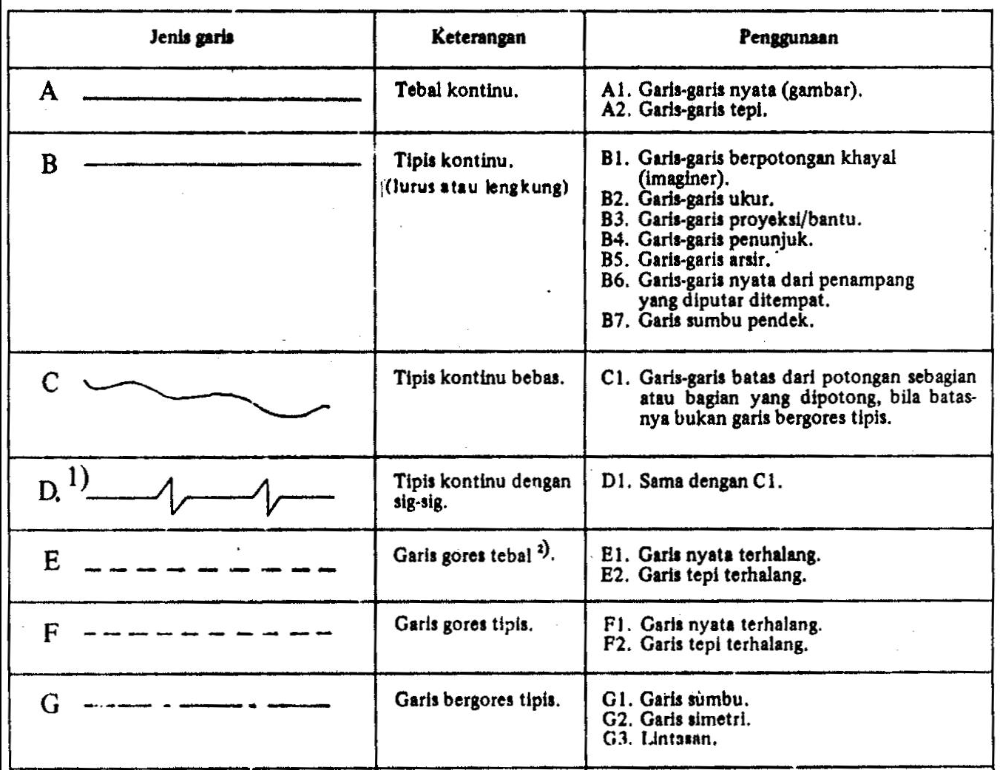 Jenis garis Keterangan Penggunaan
A Tebal kontinu. A1. Garis-garis nyata (gambar).
A2. Garis-garis tepi.
B Tipis kontinu. B1. Garis-garis berpotongan khayal
(lurus atau lengkung) (imaginer).
B2. Garis-garis ukur.
B3. Garis-garis proyeksi/bantu.
B4. Garis-garis penunjuk.
B5. Garis-garis arsir.
B6. Garis-garis nyata dari penampang
yang diputar ditempat.
B7. Garis sumbu pendek.
C Tipis kontinu bebas. C1. Garis-garis batas dari potongan sebagian
atau bagian yang dipotong, bila batas-
nya bukan garis bergores tipis.
D. 1) Tipis kontinu dengan D1. Sama dengan C1.
sig-sig.
E Garis gores tebal 2). E1. Garis nyata terhalang.
E2. Garis tepi terhalang.
F Garis gores tipis. F1. Garis nyata terhalang.
F2. Garis tepi terhalang.
G Garis bergores tipis. G1. Garis sumbu.
G2. Garis simetri.
G3. Lintasan.